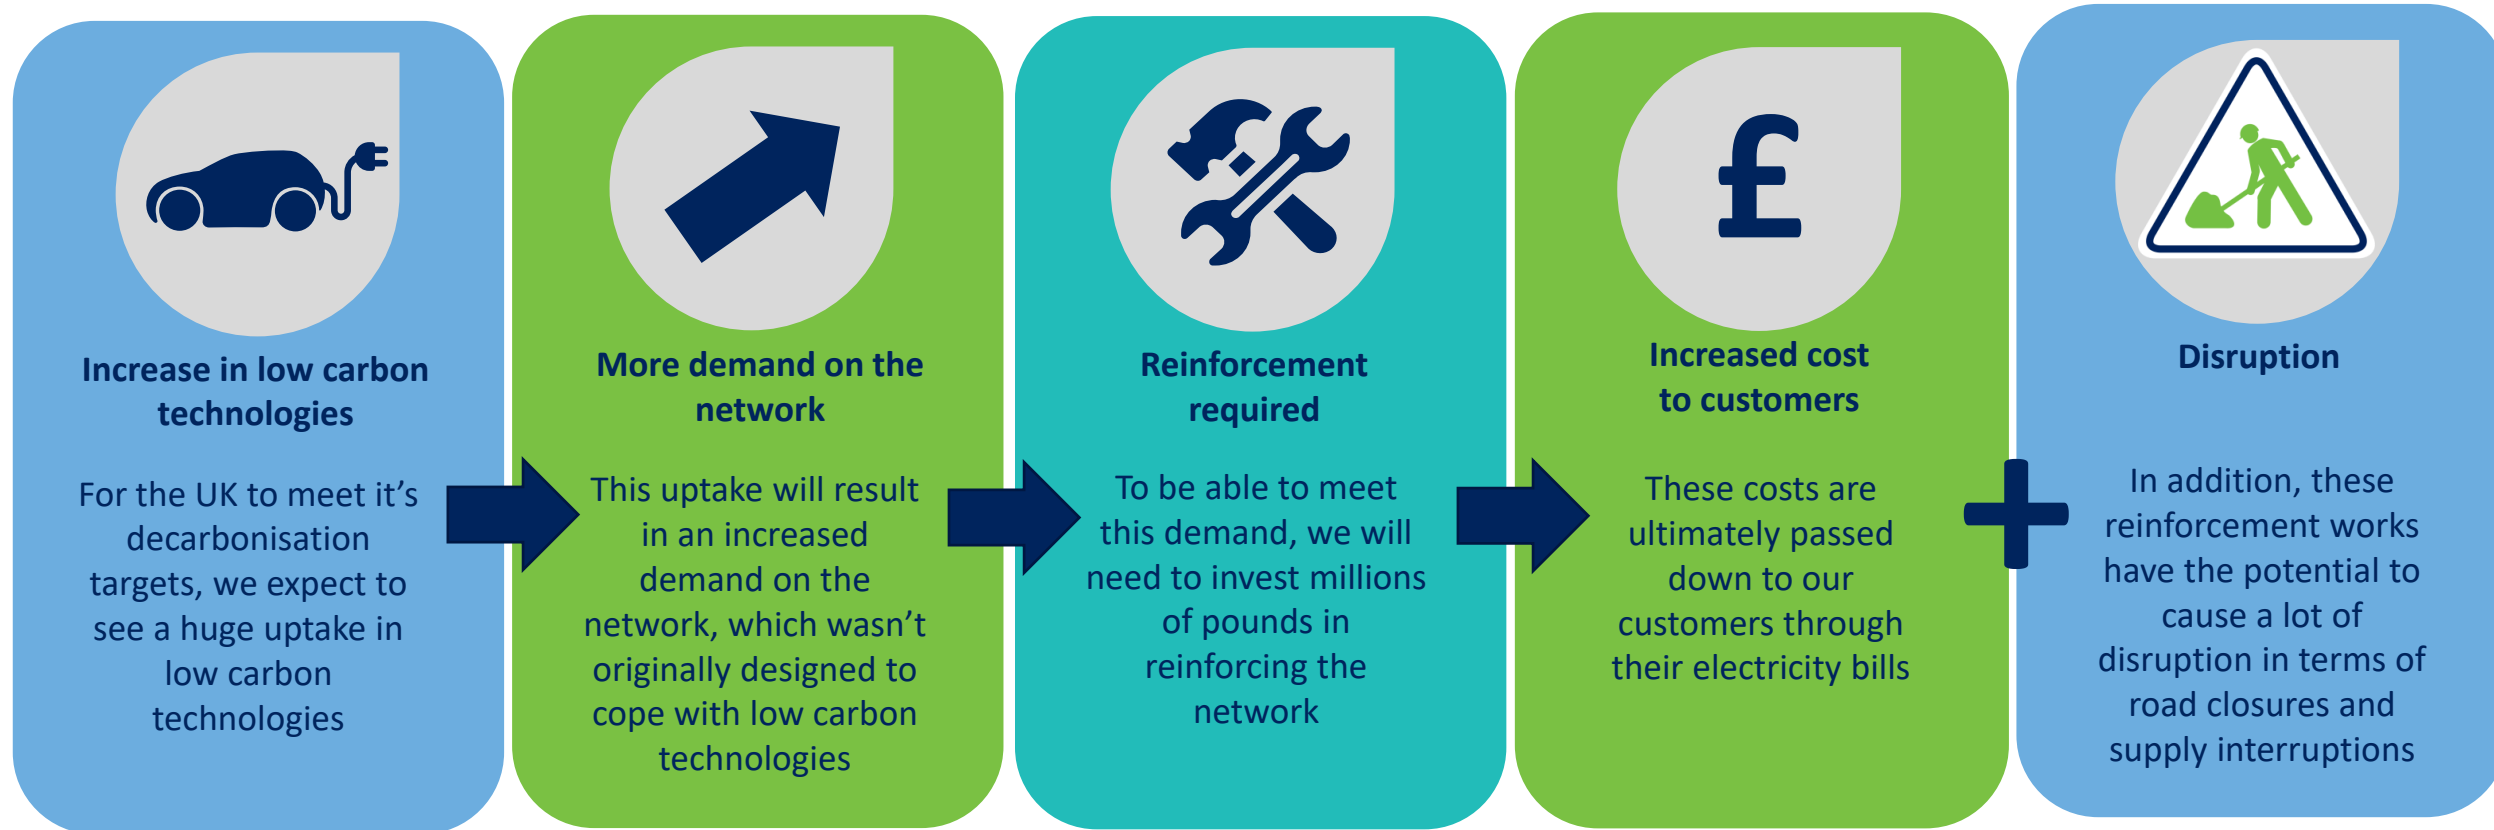 Increase in low carbon
technologies
For the UK to meet it's
decarbonisation
targets, we expect to
see a huge uptake in
low carbon
technologies
More demand on the
network
This uptake will result
in an increased
demand on the
network, which wasn’t
originally designed to
cope with low carbon
technologies
Reinforcement
required
To be able to meet
this demand, we will
need to invest millions
of pounds in
reinforcing the
network
£
Increased cost
to customers
These costs are
ultimately passed
down to our
customers through
their electricity bills
Disruption
In addition, these
reinforcement works
have the potential to
cause a lot of
disruption in terms of
road closures and
supply interruptions